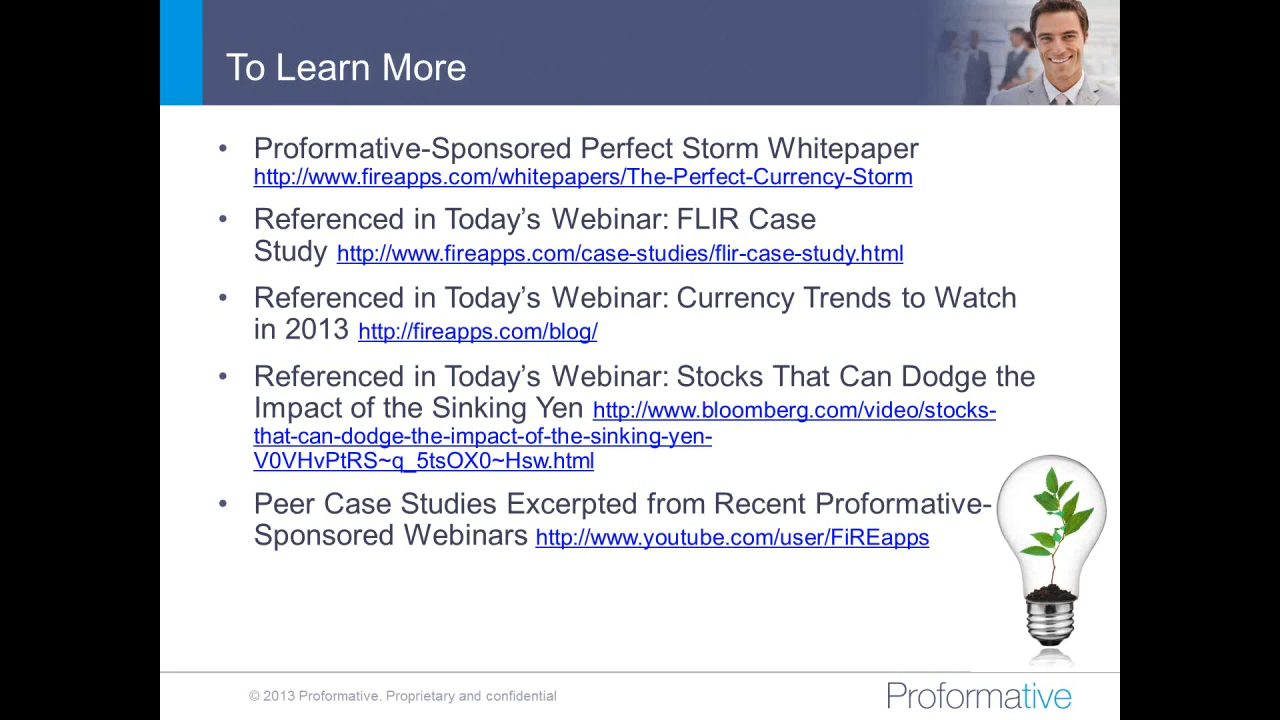 To Learn More
• Proformative-Sponsored Perfect Storm Whitepaper
http://www.fireapps.com/whitepapers/The-Perfect-Currency-Storm
• Referenced in Today’s Webinar: FLIR Case
Study http://www.fireapps.com/case-studies/flir-case-study.html
• Referenced in Today’s Webinar: Currency Trends to Watch
in 2013 http://fireapps.com/blog/
• Referenced in Today’s Webinar: Stocks That Can Dodge the
Impact of the Sinking Yen http://www.bloomberg.com/video/stocks-
that-can-dodge-the-impact-of-the-sinking-yen-
V0VHvPtRS~q_5tsOX0~Hsw.html
• Peer Case Studies Excerpted from Recent Proformative-
Sponsored Webinars http://www.youtube.com/user/FiREapps
© 2013 Proformative. Proprietary and confidential
Proformative